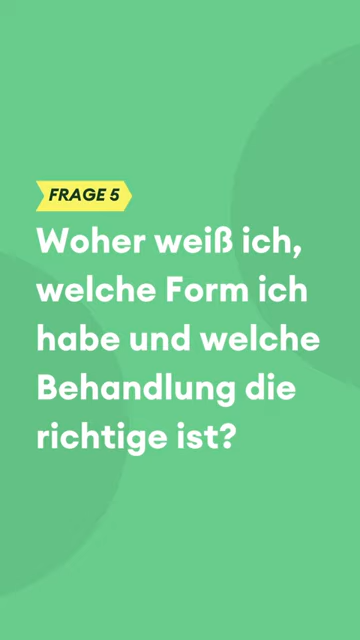 FRAGE 5
Woher weiß ich,
welche Form ich
habe und welche
Behandlung die
richtige ist?